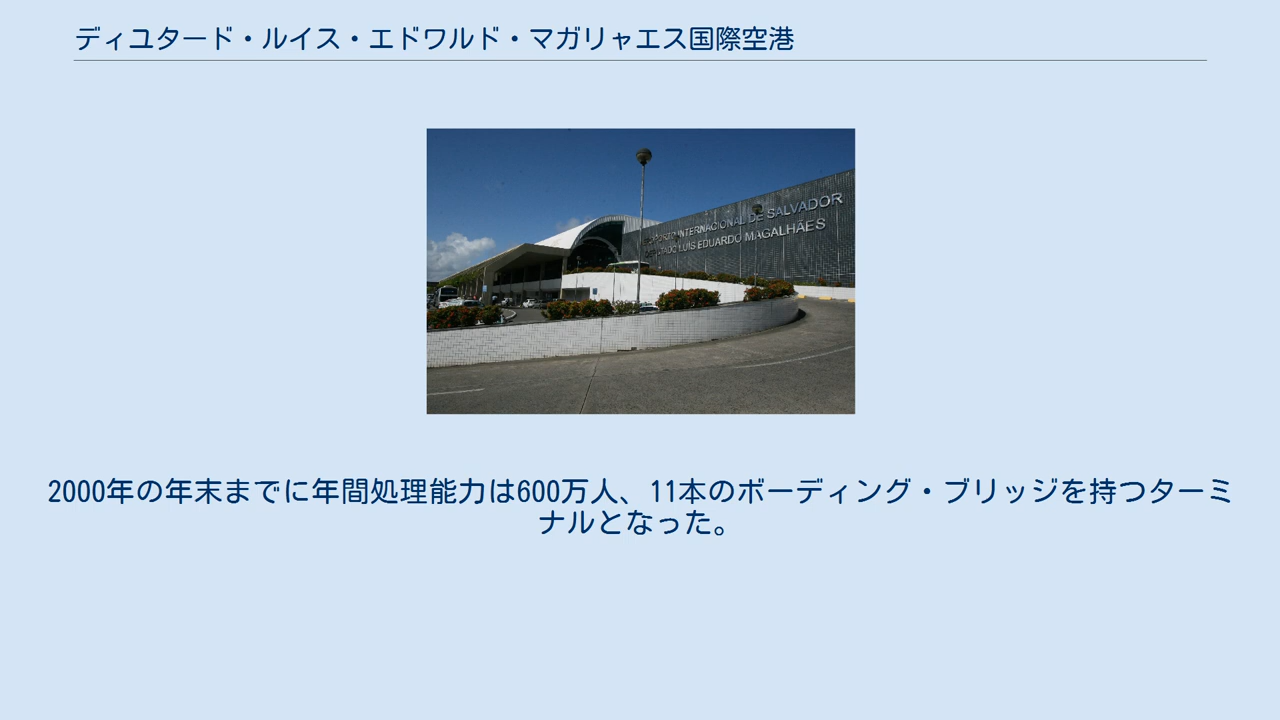 ディユタード・ルイス・エドワルド・マガリャエス国際空港
INTERNACIONAL DE SALVADOR
LUÍS EDUARDO MAGALHÃES
2000年の年末までに年間処理能力は600万人、11本のボーディング・ブリッジを持つターミ
ナルとなった。